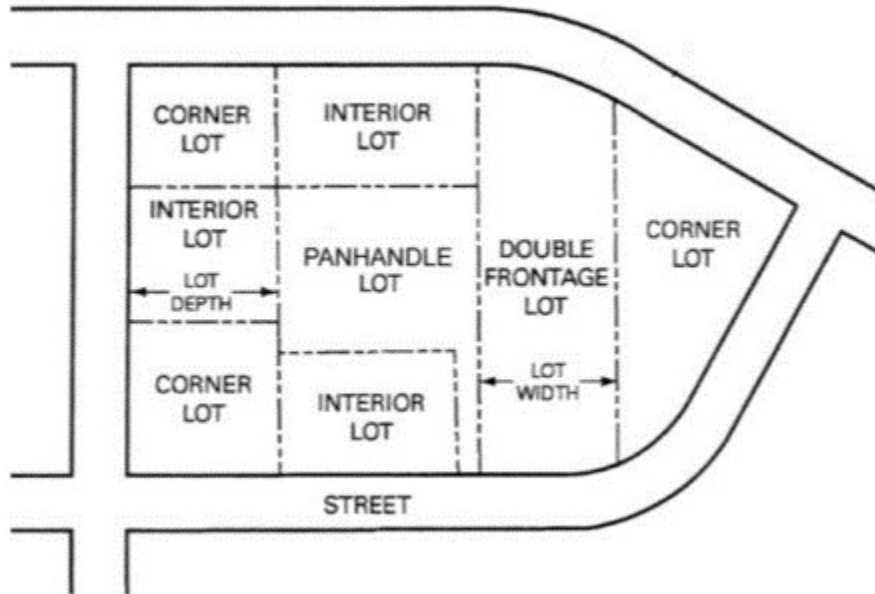 CORNER
LOT
INTERIOR
LOT
INTERIOR
LOT
LOT
DEPTH
PANHANDLE
LOT
DOUBLE
FRONTAGE
LOT
CORNER
LOT
LOT
WIDTH
CORNER
LOT
INTERIOR
LOT
STREET